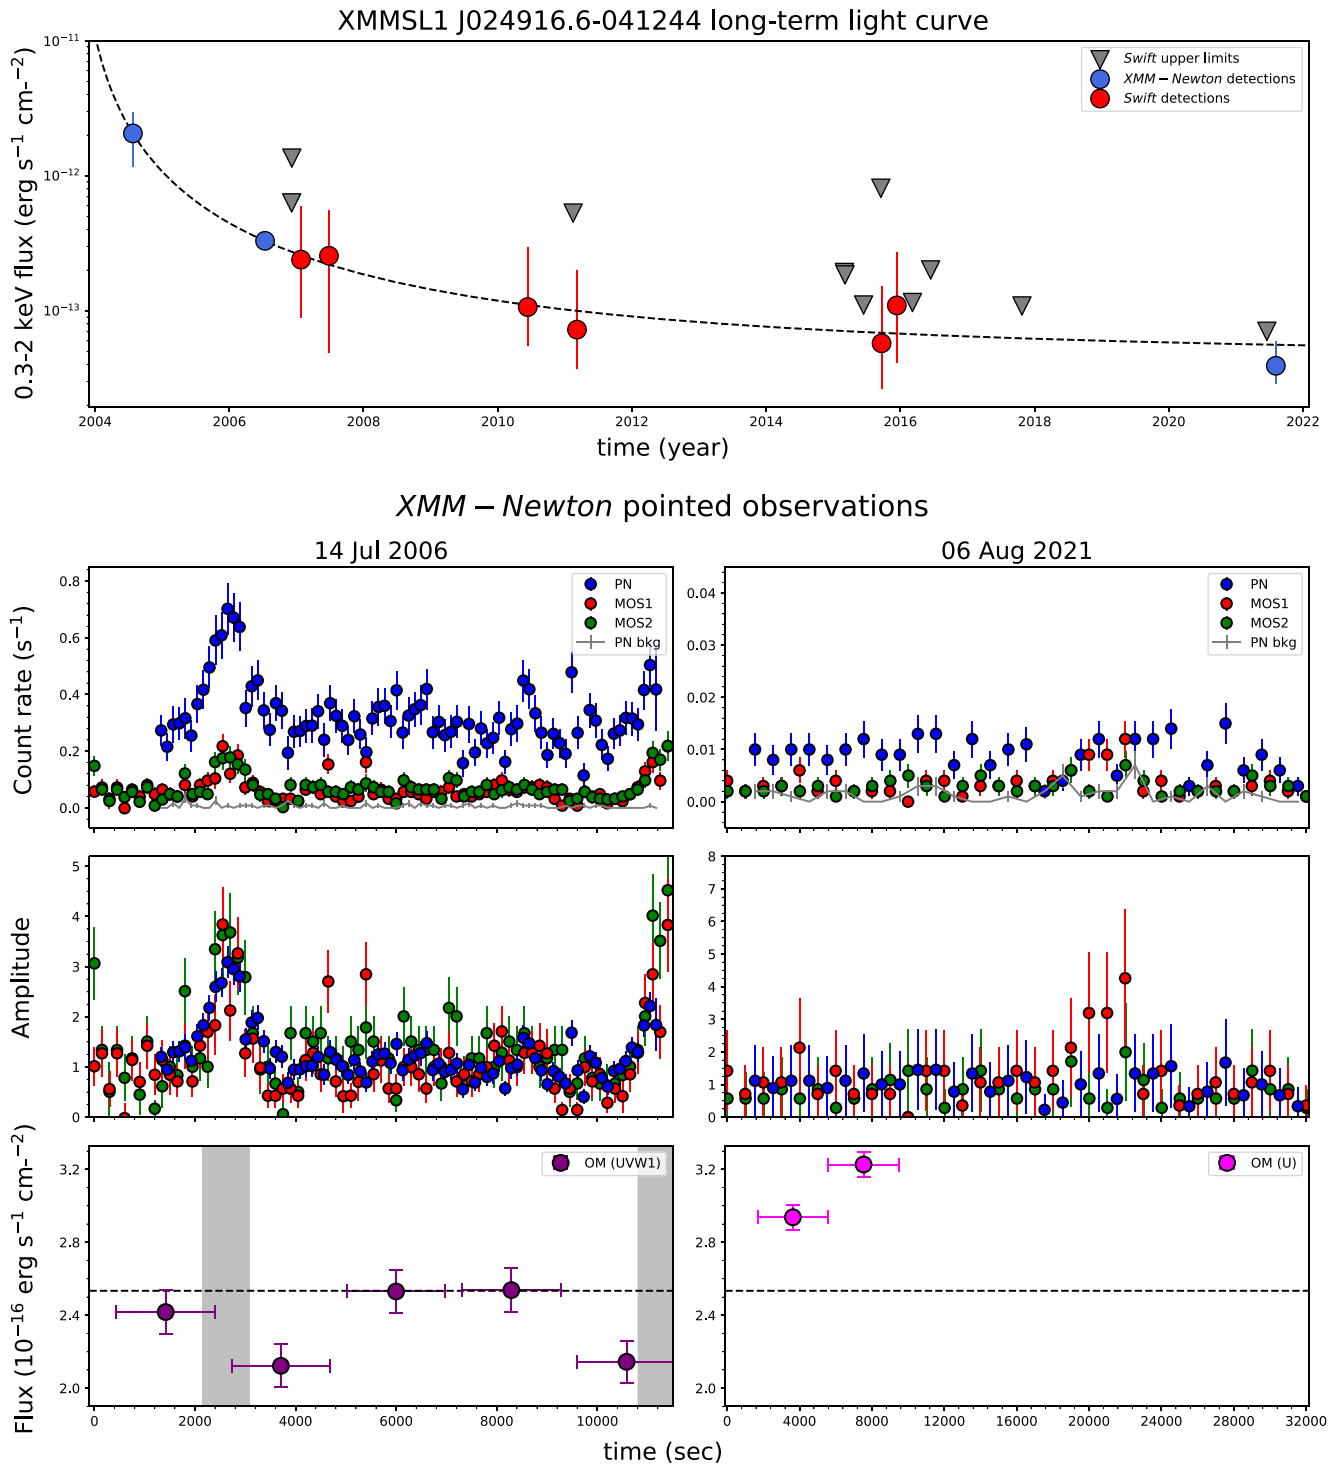 XMMSL1 J024916.6-041244 long-term light curve
0.3-2 keV flux (erg s⁻¹ cm-⁻²)
10⁻¹¹
10⁻¹²
10⁻¹³
Swift upper limits
XMM − Newton detections
Swift detections
2004 2006 2008 2010 2012 2014 2016 2018 2020 2022
time (year)
XMM − Newton pointed observations
14 Jul 2006
Count rate (s⁻¹)
0.8
0.6
0.4
0.2
0.0
PN
MOS1
MOS2
PN bkg
06 Aug 2021
0.04
0.03
0.02
0.01
0.00
PN
MOS1
MOS2
PN bkg
Amplitude
5
4
3
2
1
0
8
7
6
5
4
3
2
1
0
Flux (10⁻¹⁶ erg s⁻¹ cm-⁻²)
3.2
2.8
2.4
2.0
OM (UVW1)
0 2000 4000 6000 8000 10000
3.2
2.8
2.4
2.0
OM (U)
0 4000 8000 12000 16000 20000 24000 28000 32000
time (sec)